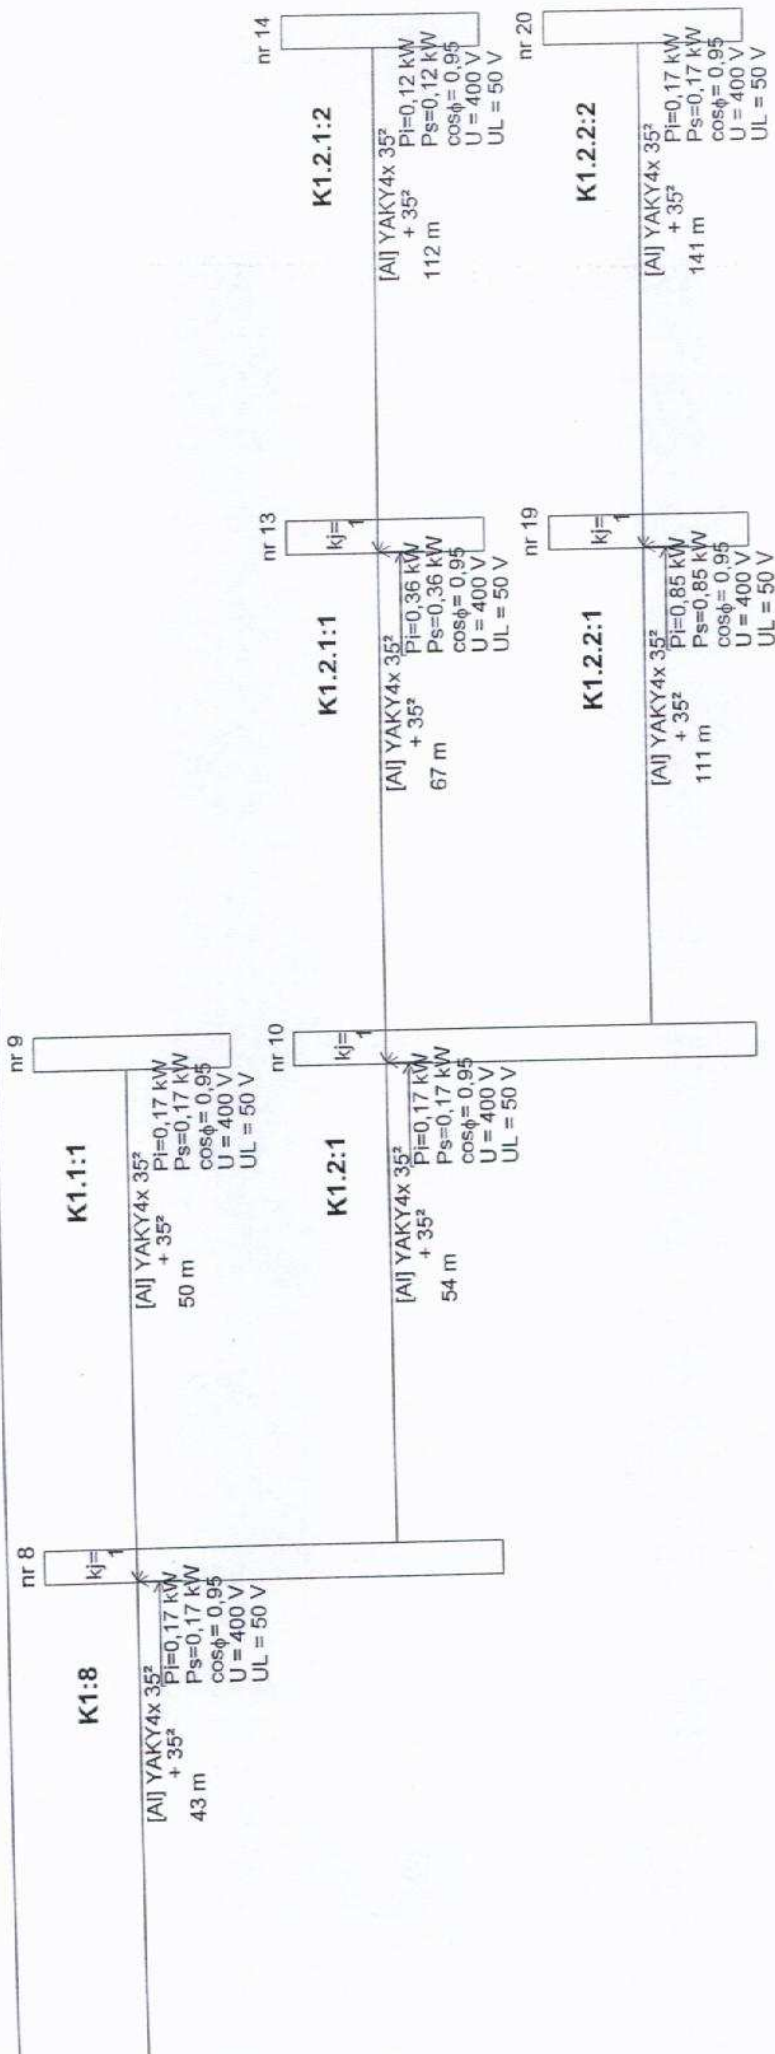 nr 8
kj=
1
K1:8
[Al] YAKY4x 35²
+ 35²
43 m
Pi=0,17 kW
Ps=0,17 kW
cosϕ= 0,95
U = 400 V
UL = 50 V
nr 9
K1.1:1
[Al] YAKY4x 35²
+ 35²
50 m
Pi=0,17 kW
Ps=0,17 kW
cosϕ= 0,95
U = 400 V
UL = 50 V
nr 10
kj=
1
K1.2:1
[Al] YAKY4x 35²
+ 35²
54 m
Pi=0,17 kW
Ps=0,17 kW
cosϕ= 0,95
U = 400 V
UL = 50 V
nr 13
kj=
1
K1.2.1:1
[Al] YAKY4x 35²
+ 35²
67 m
Pi=0,36 kW
Ps=0,36 kW
cosϕ= 0,95
U = 400 V
UL = 50 V
nr 14
K1.2.1:2
[Al] YAKY4x 35²
+ 35²
112 m
Pi=0,12 kW
Ps=0,12 kW
cosϕ= 0,95
U = 400 V
UL = 50 V
nr 19
kj=
1
K1.2.2:1
[Al] YAKY4x 35²
+ 35²
111 m
Pi=0,85 kW
Ps=0,85 kW
cosϕ= 0,95
U = 400 V
UL = 50 V
nr 20
K1.2.2:2
[Al] YAKY4x 35²
+ 35²
141 m
Pi=0,17 kW
Ps=0,17 kW
cosϕ= 0,95
U = 400 V
UL = 50 V